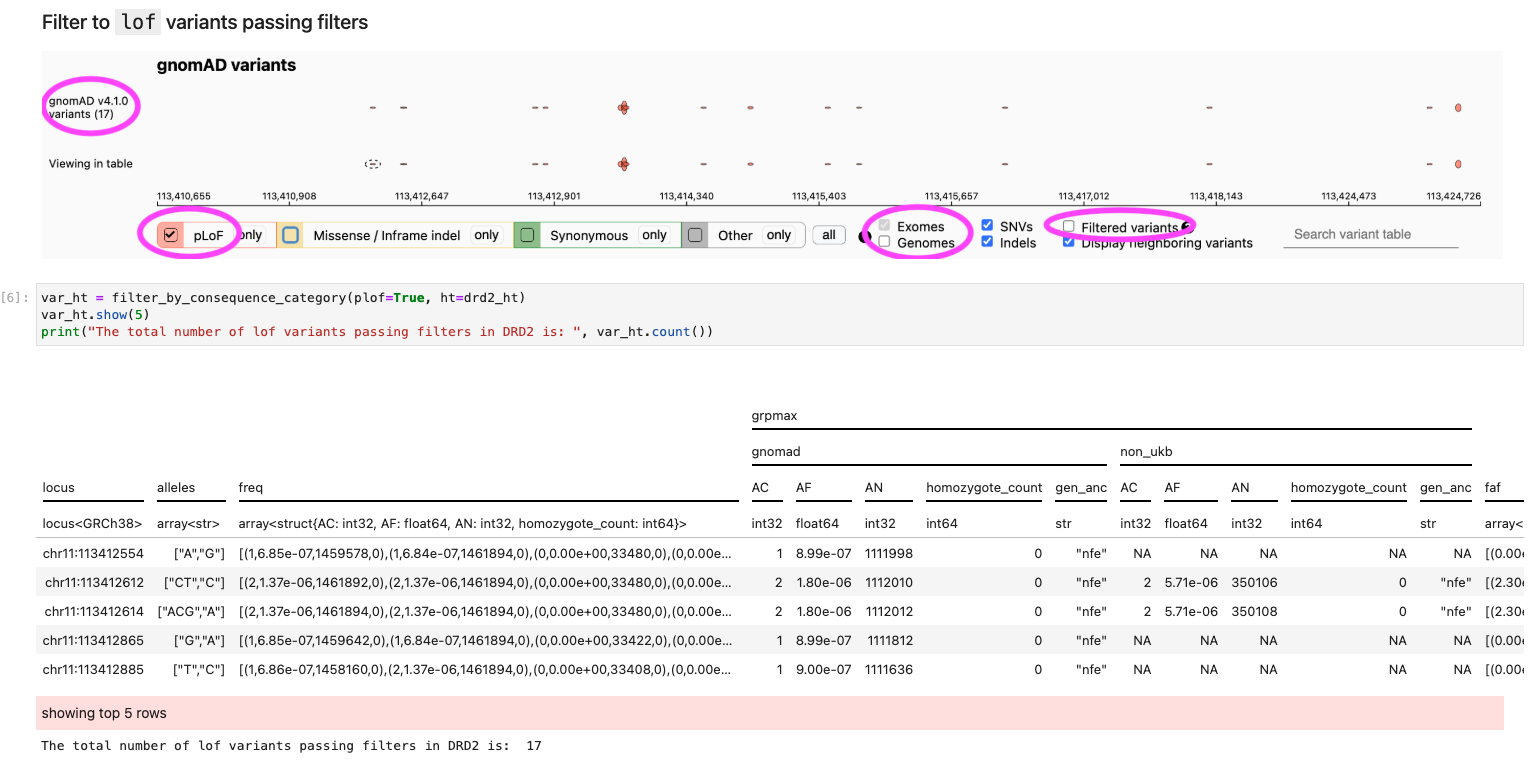 Filter to lof variants passing filters
gnomAD variants
gnomAD v4.1.0
variants (17)
Viewing in table
113,410,655 113,410,908 113,412,647 113,412,901 113,414,340 113,415,403 113,415,657 113,417,012 113,418,143 113,424,473 113,424,726
pLoF only Missense / Inframe indel only Synonymous only Other only all Exomes SNVs Filtered variants Search variant table
Genomes Indels Display neighboring variants
[6]: var_ht = filter_by_consequence_category(plof=True, ht=drd2_ht)
var_ht.show(5)
print("The total number of lof variants passing filters in DRD2 is: ", var_ht.count())
grpmax
gnomad non_ukb
locus alleles freq AC AF AN homozygote_count gen_anc AC AF AN homozygote_count gen_anc faf
locus<GRCh38> array<str> array<struct{AC: int32, AF: float64, AN: int32, homozygote_count: int64}> int32 float64 int32 int64 str int32 float64 int32 int64 str array<
chr11:113412554 ["A","G"] [(1,6.85e-07,1459578,0),(1,6.84e-07,1461894,0),(0,0.00e+00,33480,0),(0,0.00e... 1 8.99e-07 1111998 0 "nfe" NA NA NA NA NA [(0.00e
chr11:113412612 ["CT","C"] [(2,1.37e-06,1461892,0),(2,1.37e-06,1461894,0),(0,0.00e+00,33480,0),(0,0.00e... 2 1.80e-06 1112010 0 "nfe" 2 5.71e-06 350106 0 "nfe" [(2.30e
chr11:113412614 ["ACG","A"] [(2,1.37e-06,1461894,0),(2,1.37e-06,1461894,0),(0,0.00e+00,33480,0),(0,0.00e... 2 1.80e-06 1112012 0 "nfe" 2 5.71e-06 350108 0 "nfe" [(2.30e
chr11:113412865 ["G","A"] [(1,6.85e-07,1459642,0),(1,6.84e-07,1461894,0),(0,0.00e+00,33422,0),(0,0.00e... 1 8.99e-07 1111812 0 "nfe" NA NA NA NA NA [(0.00e
chr11:113412885 ["T","C"] [(1,6.86e-07,1458160,0),(2,1.37e-06,1461894,0),(0,0.00e+00,33408,0),(0,0.00e... 1 9.00e-07 1111636 0 "nfe" NA NA NA NA NA [(0.00e
showing top 5 rows
The total number of lof variants passing filters in DRD2 is:  17